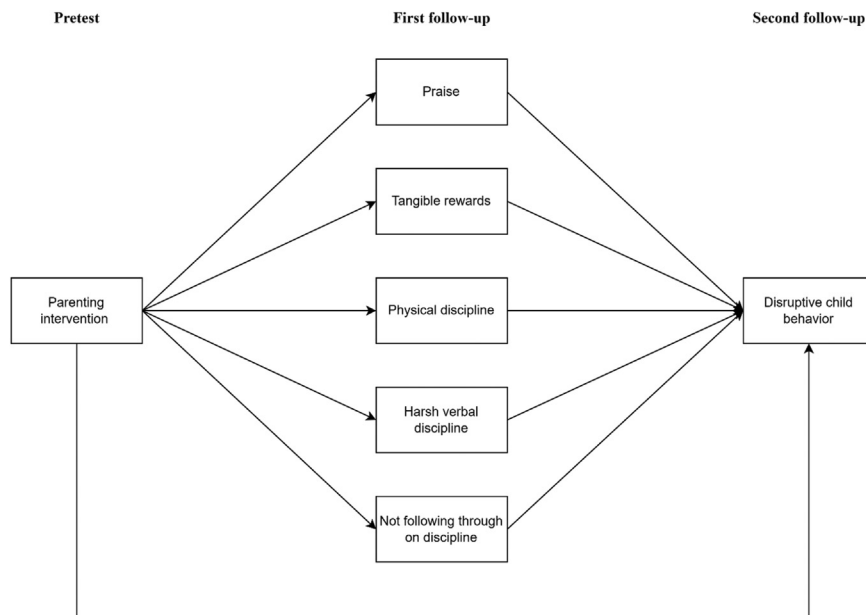 Pretest
First follow-up
Second follow-up
Praise
Tangible rewards
Parenting
intervention
Physical discipline
Disruptive child
behavior
Harsh verbal
discipline
Not following through
on discipline